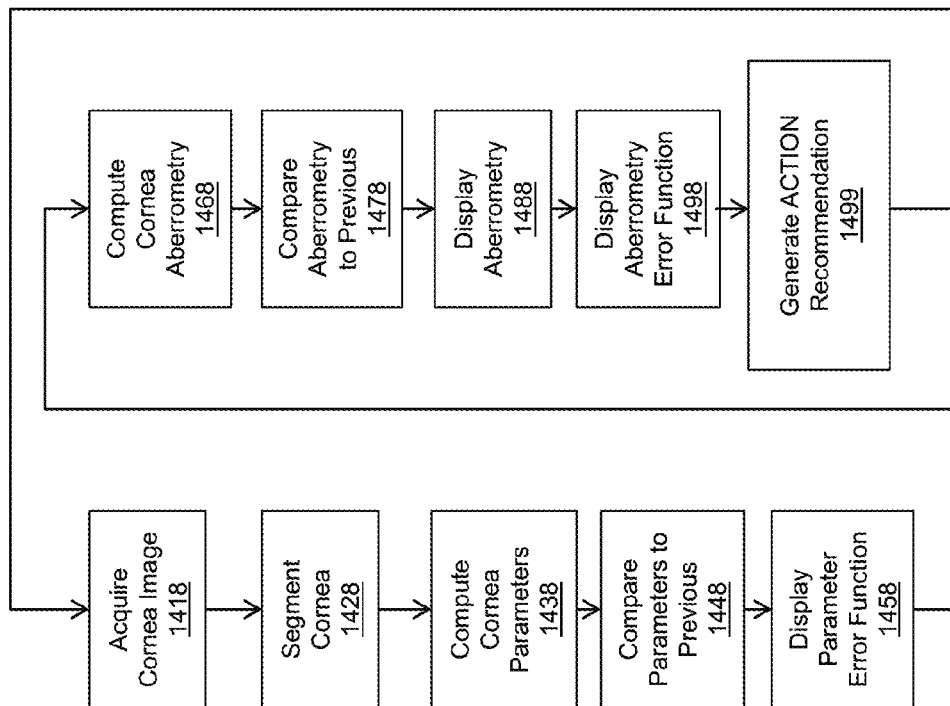 Acquire
Cornea Image
1418
Segment
Cornea
1428
Compute
Cornea
Parameters
1438
Compare
Parameters to
Previous
1448
Display
Parameter
Error Function
1458
Compute
Cornea
Aberrometry
1468
Compare
Aberrometry
to Previous
1478
Display
Aberrometry
1488
Display
Aberrometry
Error Function
1498
Generate ACTION
Recommendation
1499